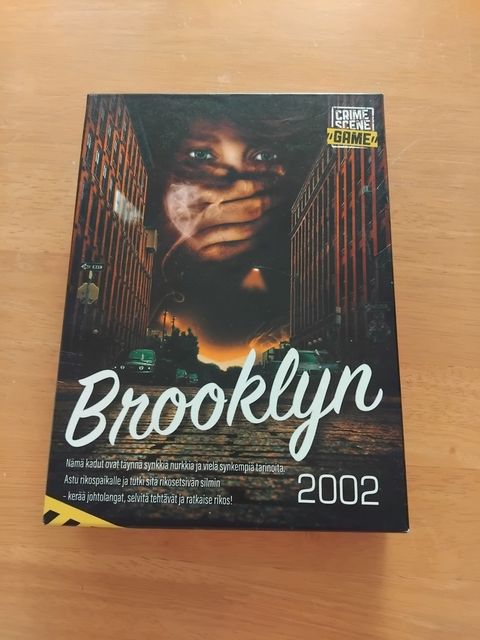 CRIME
SCENE
GAME
Brooklyn
Nämä kadut ovat täynnä synkkiä nurkkia ja vielä synkempiä tarinoita.
Astu rikospaikalle ja tutki sitä rikosetsivän silmin
- kerää johtolangat, selvitä tehtävät ja ratkaise rikos!
2002